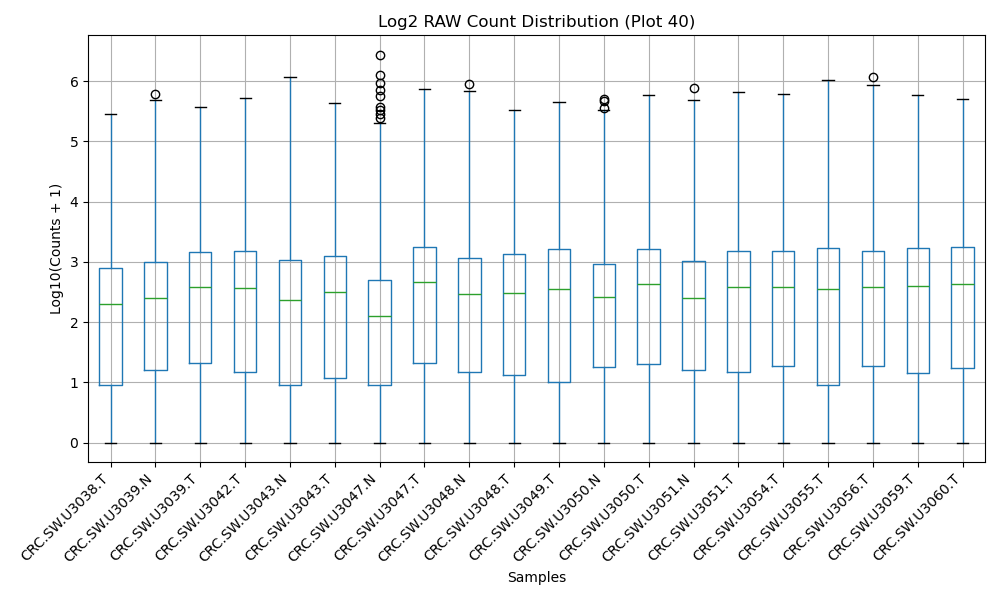 Log2 RAW Count Distribution (Plot 40)
Log10(Counts + 1)
6
5
4
3
2
1
0
CRC.SW.U3038.T
CRC.SW.U3039.N
CRC.SW.U3039.T
CRC.SW.U3042.T
CRC.SW.U3043.N
CRC.SW.U3043.T
CRC.SW.U3047.N
CRC.SW.U3047.T
CRC.SW.U3048.N
CRC.SW.U3048.T
CRC.SW.U3049.T
CRC.SW.U3050.N
CRC.SW.U3050.T
CRC.SW.U3051.N
CRC.SW.U3051.T
CRC.SW.U3054.T
CRC.SW.U3055.T
CRC.SW.U3056.T
CRC.SW.U3059.T
CRC.SW.U3060.T
Samples